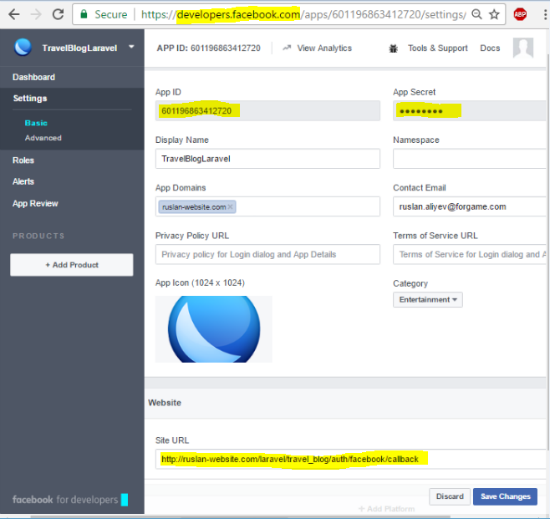 Secure | https://developers.facebook.com/apps/601196863412720/settings/
ABP
TravelBlogLaravel
APP ID: 601196863412720
View Analytics
Tools & Support
Docs
Dashboard
Settings
Basic
Advanced
Roles
Alerts
App Review
PRODUCTS
+ Add Product
App ID
App Secret
601196863412720
●●●●●●●●
Display Name
Namespace
TravelBlogLaravel
App Domains
Contact Email
ruslan-website.com ×
ruslan.aliyev@forgame.com
Privacy Policy URL
Terms of Service URL
Privacy policy for Login dialog and App Details
Terms of Service for Login dialog and A
App Icon (1024 x 1024)
Category
Entertainment
Website
Site URL
http://ruslan-website.com/laravel/travel_blog/auth/facebook/callback
facebook for developers
Discard
Save Changes
+ Add Platform